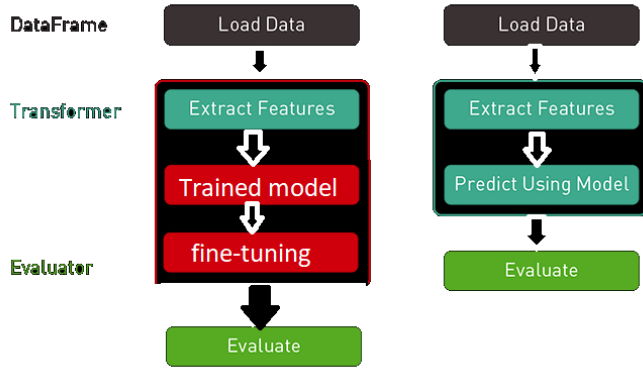 DataFrame
Load Data
Load Data
Transformer
Extract Features
Extract Features
Trained model
Predict Using Model
fine-tuning
Evaluator
Evaluate
Evaluate